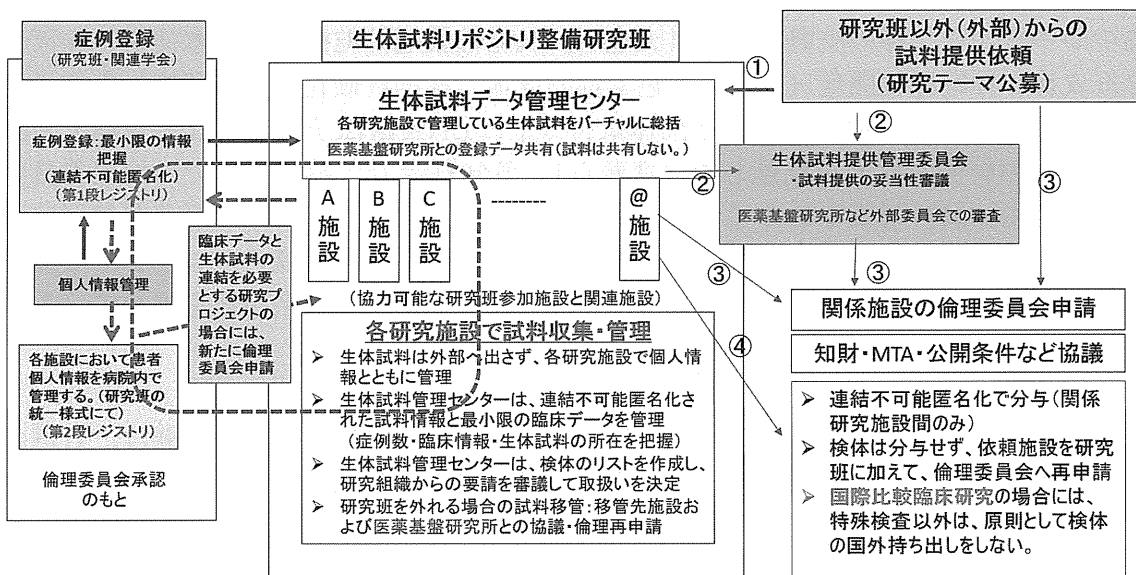 症例登録
(研究班・関連学会)
症例登録:最小限の情報
把握
(連結不可能匿名化)
(第1段レジストリ)
個人情報管理
各施設において患者
個人情報を病院内で
管理する。(研究班の
統一様式にて)
(第2段レジストリ)
倫理委員会承認
のもと
臨床データと
生体試料の
連結を必要
とする研究プ
ロジェクトの
場合には、
新たに倫理
委員会申請
生体試料リポジトリ整備研究班
生体試料データ管理センター
各研究施設で管理している生体試料をバーチャルに総括
医薬基盤研究所との登録データ共有(試料は共有しない。)
A
施
設
B
施
設
C
施
設
---------
@
施
設
(協力可能な研究班参加施設と関連施設)
各研究施設で試料収集・管理
➢ 生体試料は外部へ出さず、各研究施設で個人情
報とともに管理
➢ 生体試料管理センターは、連結不可能匿名化さ
れた試料情報と最小限の臨床データを管理
(症例数・臨床情報・生体試料の所在を把握)
➢ 生体試料管理センターは、検体のリストを作成し、
研究組織からの要請を審議して取扱いを決定
➢ 研究班を外れる場合の試料移管:移管先施設お
よび医薬基盤研究所との協議・倫理再申請
研究班以外(外部)からの
試料提供依頼
(研究テーマ公募)
①
②
②
③
生体試料提供管理委員会
・試料提供の妥当性審議
医薬基盤研究所など外部委員会での審査
③
③
④
関係施設の倫理委員会申請
知財・MTA・公開条件など協議
➢ 連結不可能匿名化で分与(関係
研究施設間のみ)
➢ 検体は分与せず、依頼施設を研究
班に加えて、倫理委員会へ再申請
➢ 国際比較臨床研究の場合には、
特殊検査以外は、原則として検体
の国外持ち出しをしない。